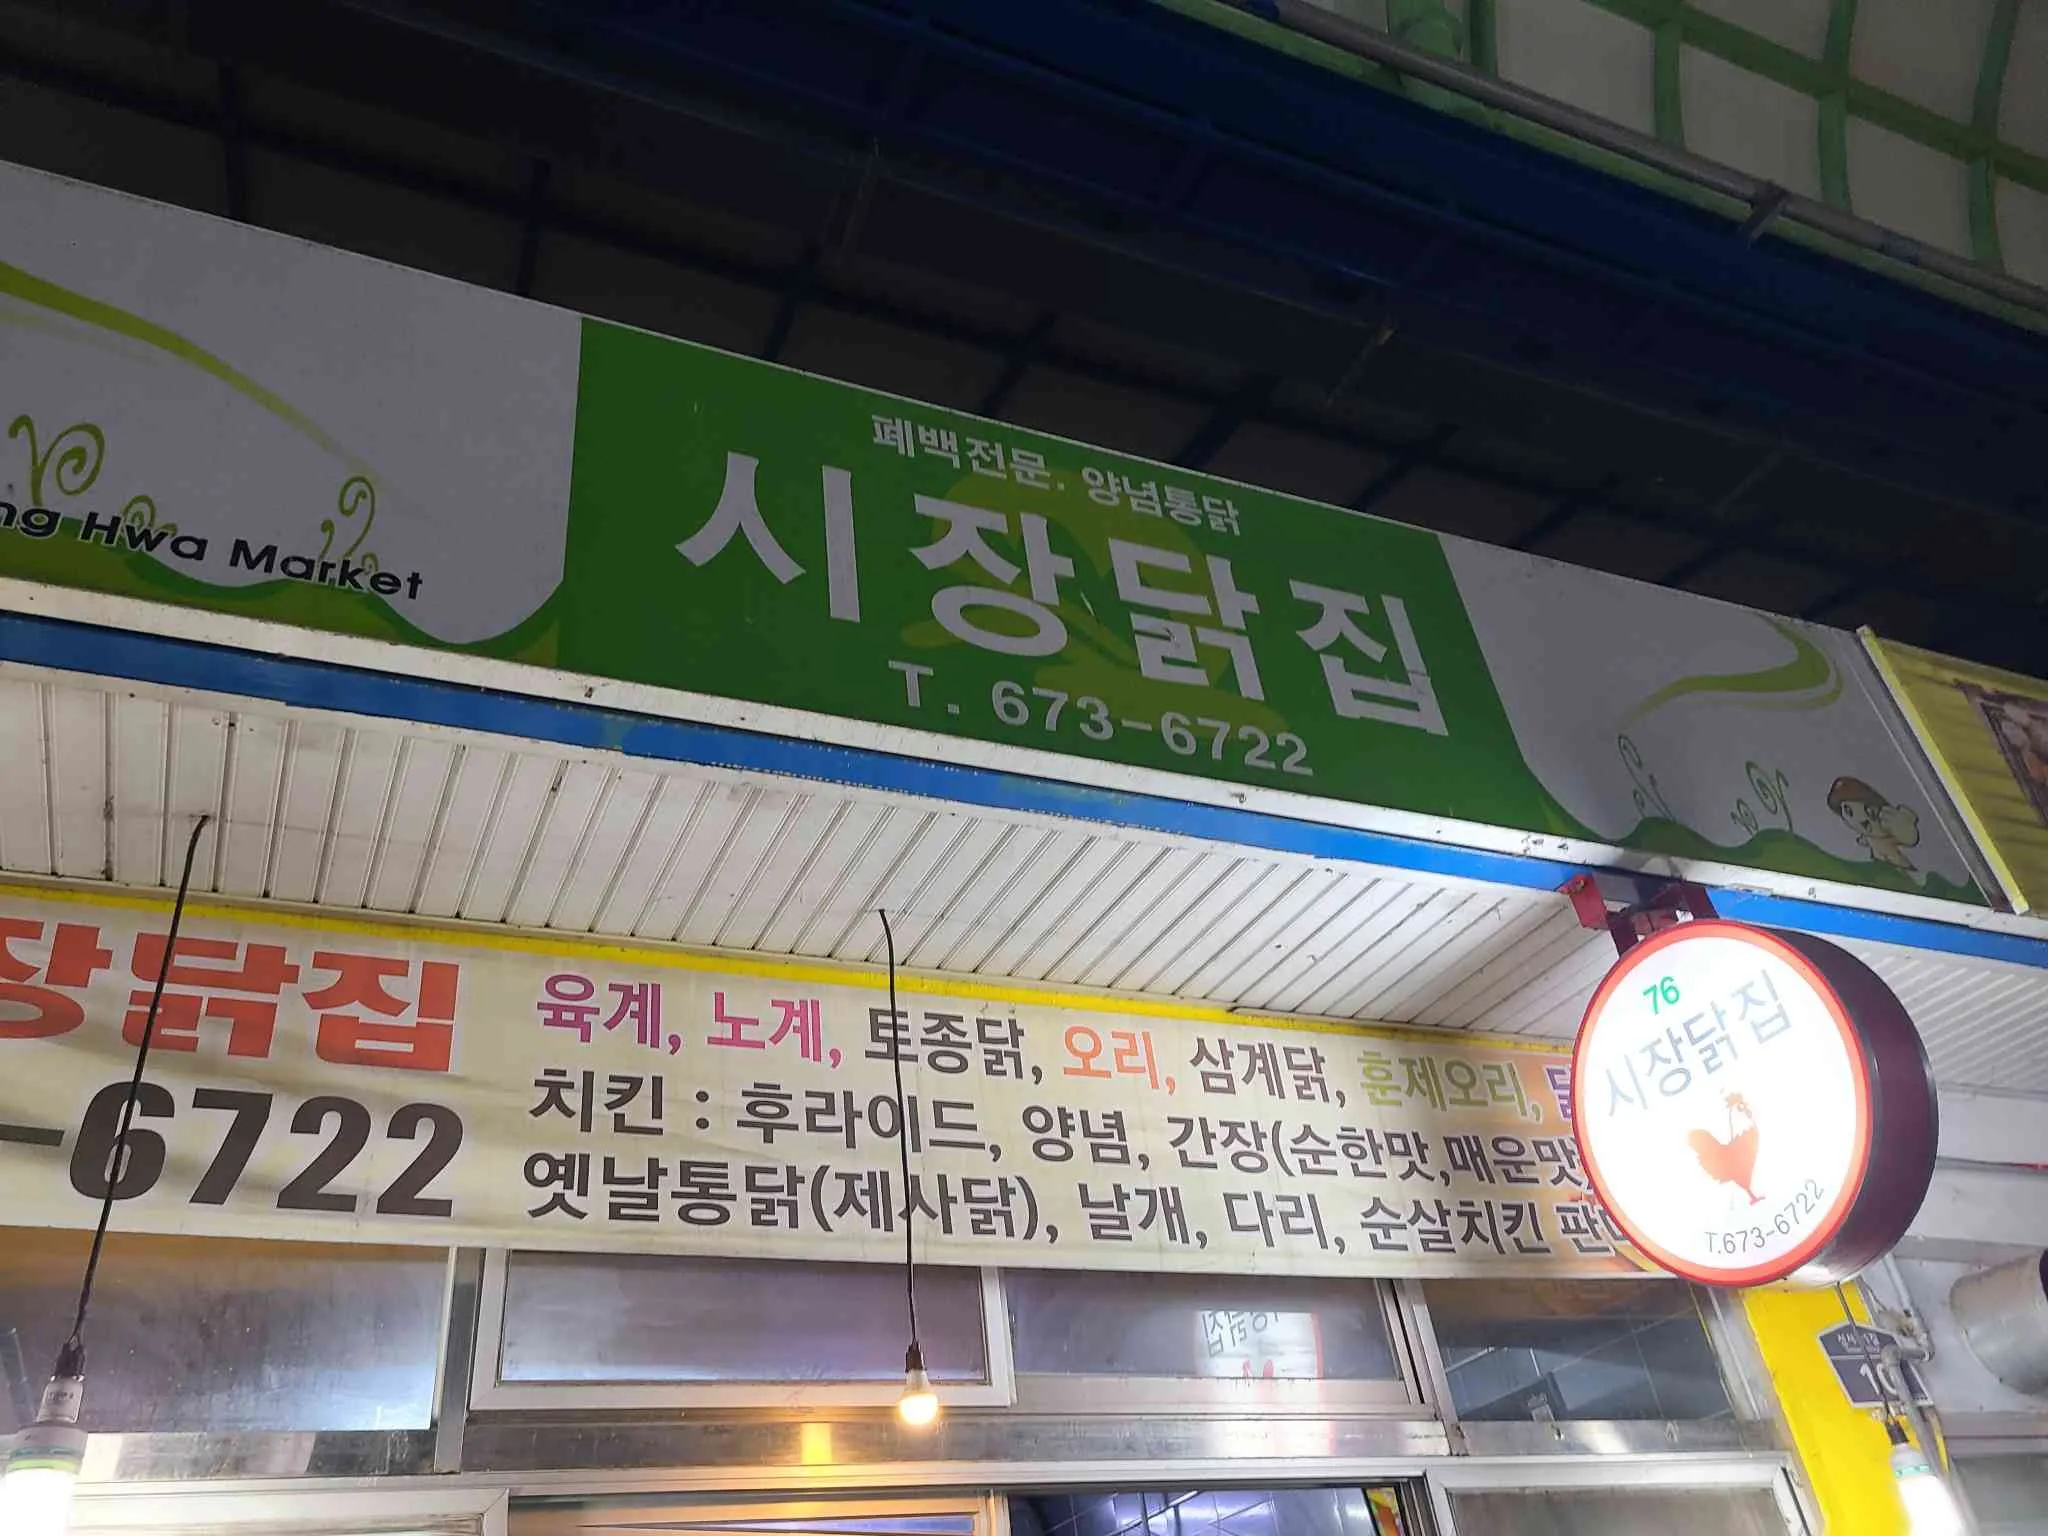 폐백전문. 양념통닭
시장닭집
T. 673-6722
Hwa Market
장닭집
-6722
육계, 노계, 토종닭, 오리, 삼계닭, 훈제오리,
치킨 : 후라이드, 양념, 간장(순한맛,매운맛)
옛날통닭(제사닭), 날개, 다리, 순살치킨
76
시장닭집
T.673-6722